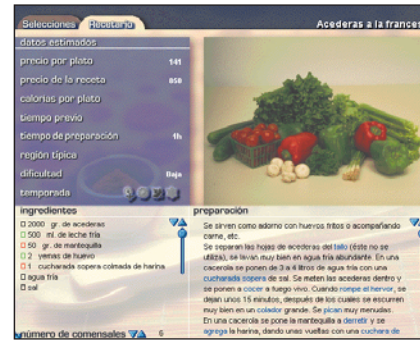 Selecciones Recetario
Acederas a la frances
datos estimados
precio por plato 141
precio de la receta 850
calorias por plato
tiempo previo
tiempo de preparación 1h
región típica
dificultad Baja
temporada
ingredientes
2000 gr. de acederas
500 ml. de leche fría
50 gr. de mantequilla
2 yemas de huevo
1 cucharada sopera colmada de harina
agua fría
sal
número de comensales 6
preparación
Se sirven como adorno con huevos fritos o acompañando
carne, etc.
Se separan las hojas de acederas del tallo (éste no se
utiliza), se lavan muy bien en agua fría abundante. En una
cacerola se ponen de 3 a 4 litros de agua fría con una
cucharada sopera de sal. Se meten las acederas dentro y
se ponen a cocer a fuego vivo. Cuando rompe el hervor, se
dejan unos 15 minutos, después de los cuales se escurren
muy bien en un colador grande. Se pican muy menudas.
En una cacerola se pone la mantequilla a derretir y se
agrega la harina, dando unas vueltas con una cuchara de